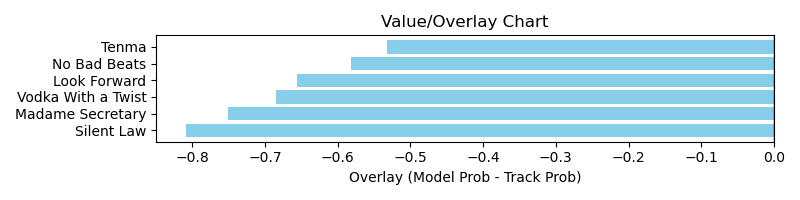 Value/Overlay Chart
Tenma
No Bad Beats
Look Forward
Vodka With a Twist
Madame Secretary
Silent Law
−0.8 −0.7 −0.6 −0.5 −0.4 −0.3 −0.2 −0.1 0.0
Overlay (Model Prob - Track Prob)